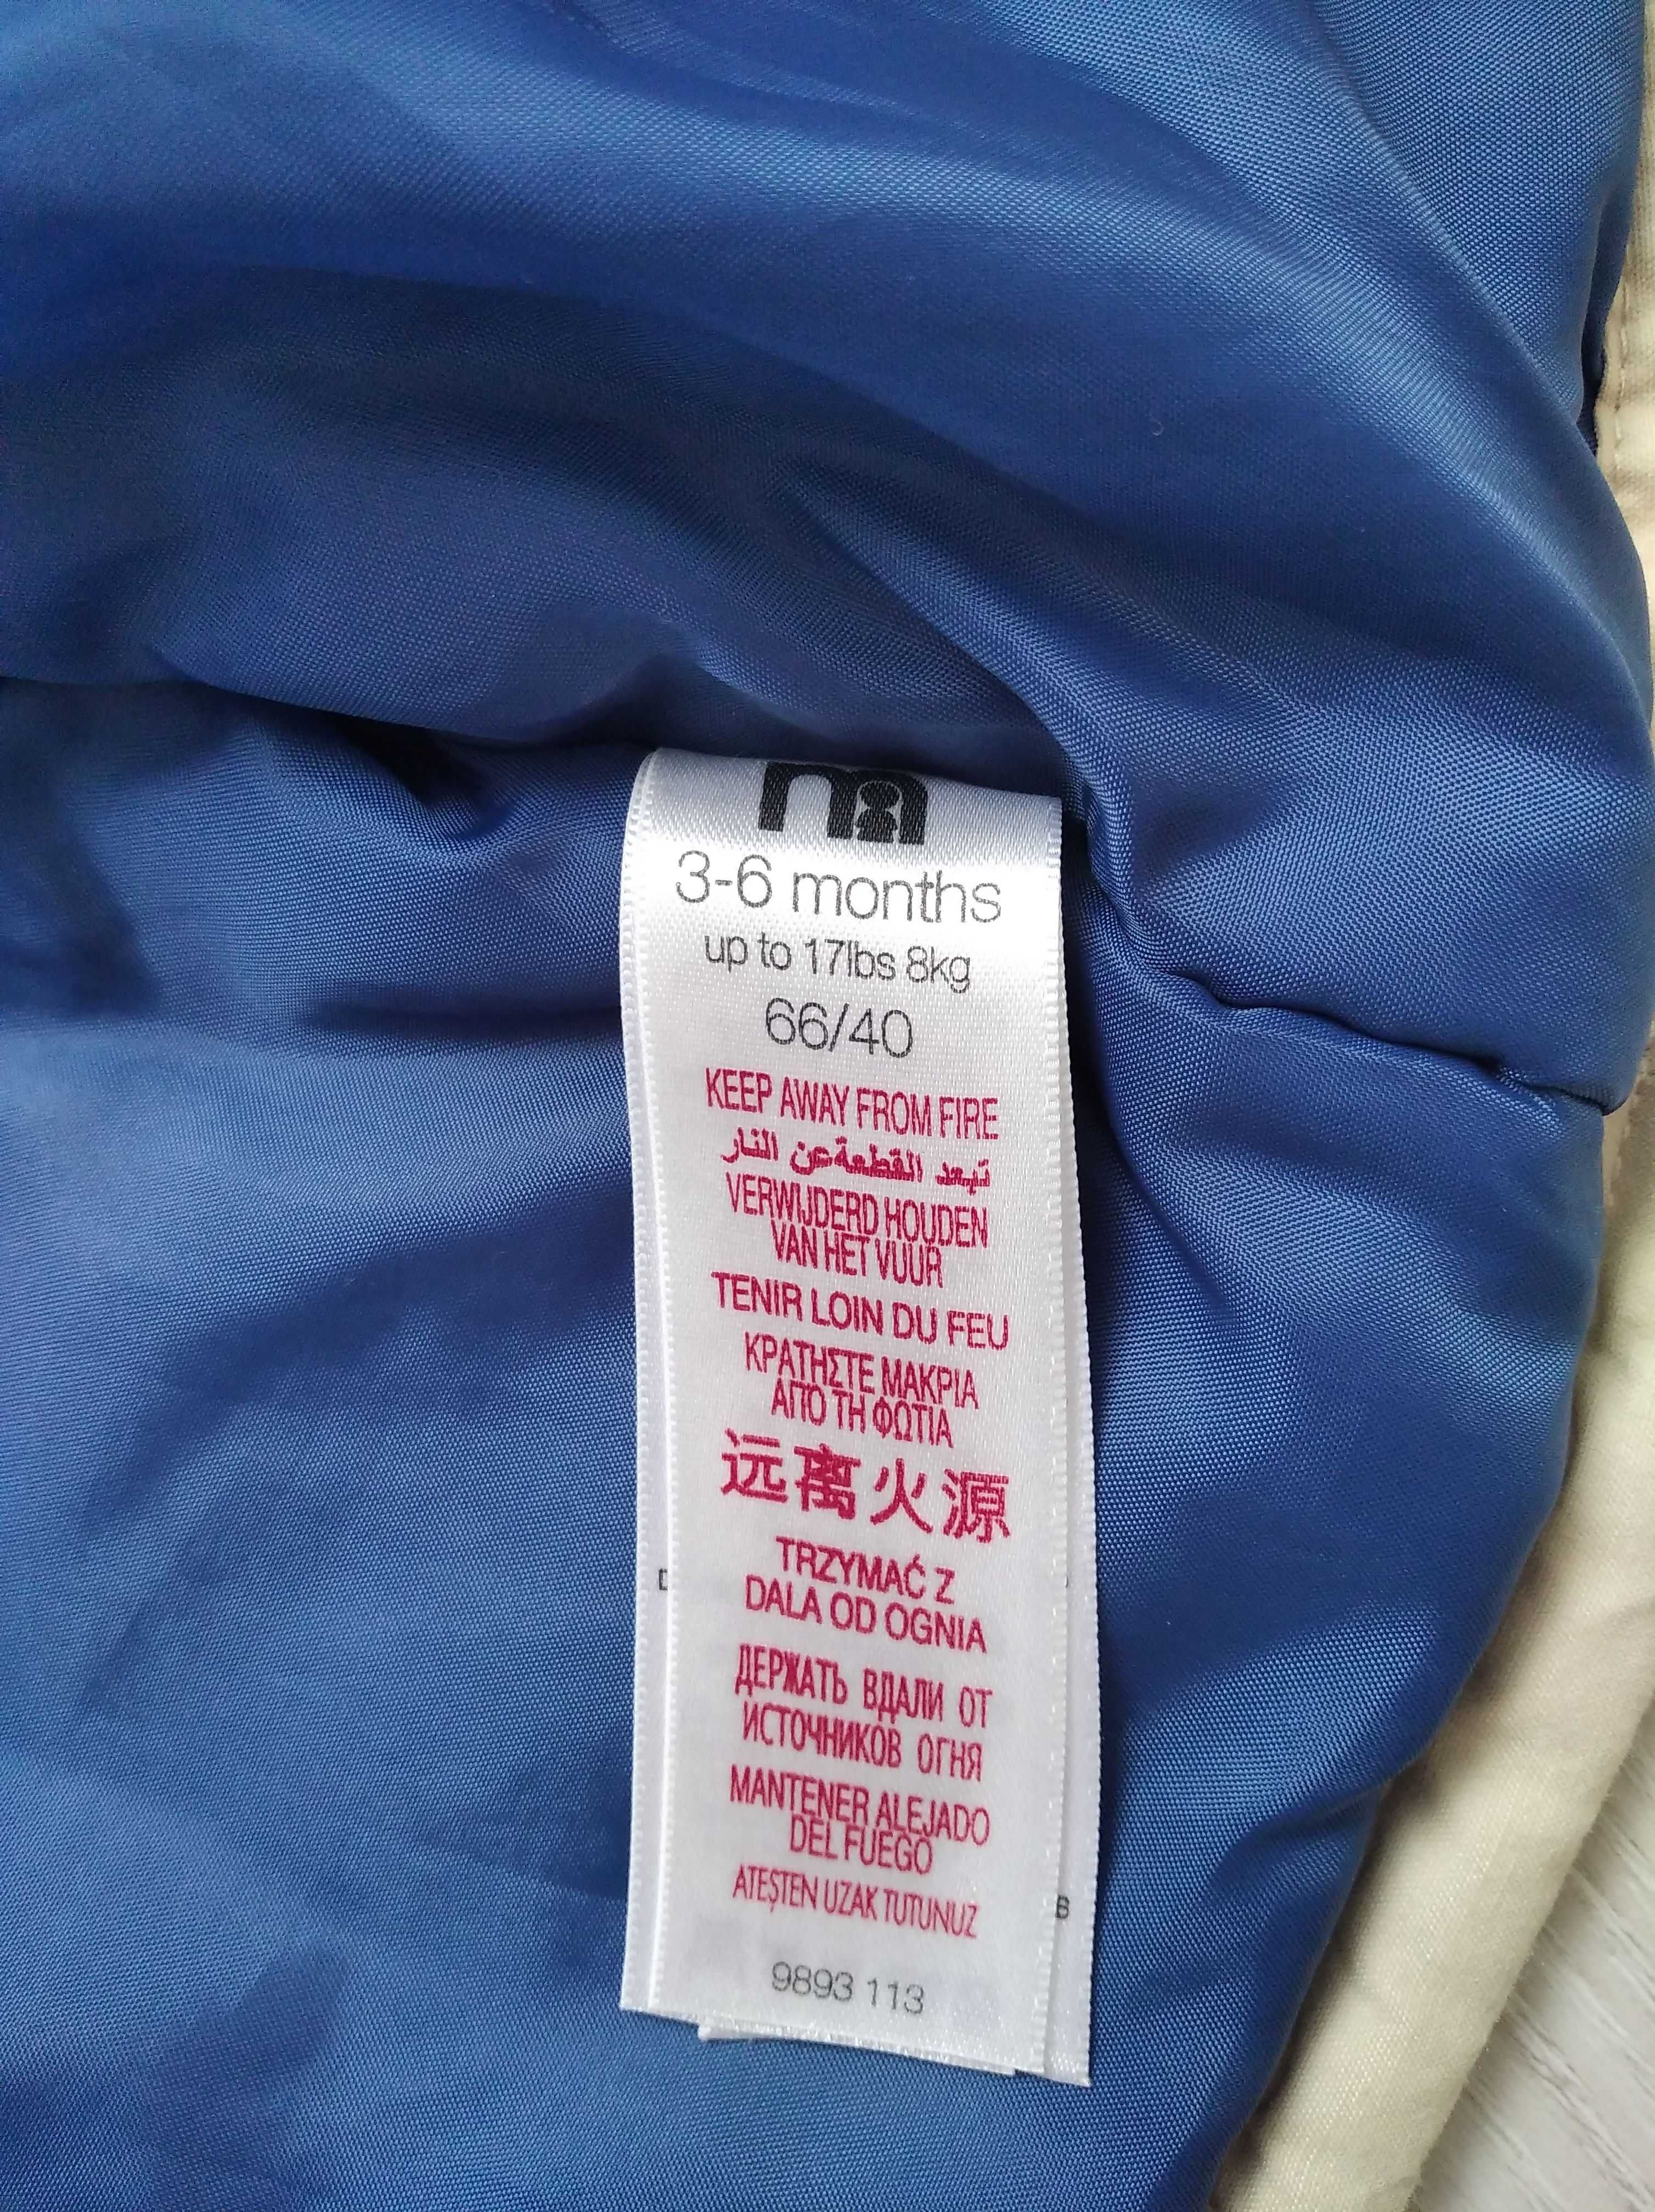 m
3-6 months
up to 17lbs 8kg
66/40
KEEP AWAY FROM FIRE
تبعد القطعة عن النار
VERWIJDERD HOUDEN
VAN HET VUUR
TENIR LOIN DU FEU
ΚΡΑΤΗΣΤΕ ΜΑΚΡΙΑ
ΑΠΟ ΤΗ ΦΩΤΙΑ
远离火源
TRZYMAĆ Z
DALA OD OGNIA
ДЕРЖАТЬ ВДАЛИ ОТ
ИСТОЧНИКОВ ОГНЯ
MANTENER ALEJADO
DEL FUEGO
ATEŞTEN UZAK TUTUNUZ
9893 113